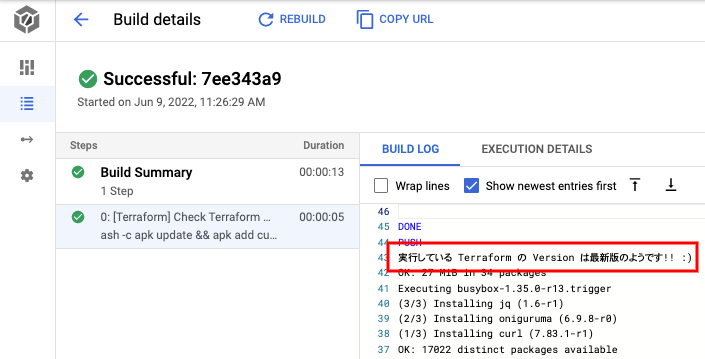 Build details
REBUILD
COPY URL
Successful: 7ee343a9
Started on Jun 9, 2022, 11:26:29 AM
Steps
Duration
Build Summary
00:00:13
1 Step
0: [Terraform] Check Terraform ...
00:00:05
ash -c apk update && apk add cu...
BUILD LOG
EXECUTION DETAILS
Wrap lines
Show newest entries first
46
45 DONE
44 PUSH
43 実行している Terraform の Version は最新版のようです!! :)
42 OK: 27 MiB in 34 packages
41 Executing busybox-1.35.0-r13.trigger
40 (3/3) Installing jq (1.6-r1)
39 (2/3) Installing oniguruma (6.9.8-r0)
38 (1/3) Installing curl (7.83.1-r1)
37 OK: 17022 distinct packages available